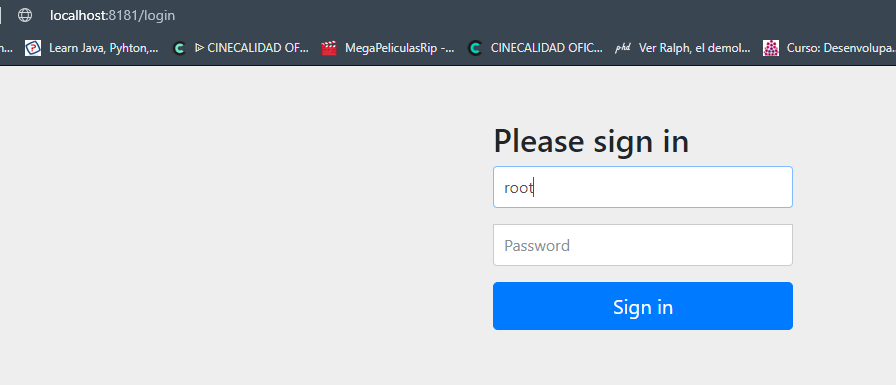 localhost:8181/login
n... Learn Java, Pyhton,... ᐅ CINECALIDAD OF... MegaPeliculasRip -... CINECALIDAD OFIC... phd Ver Ralph, el demol... Curso: Desenvolupa...
Please sign in
root
Password
Sign in